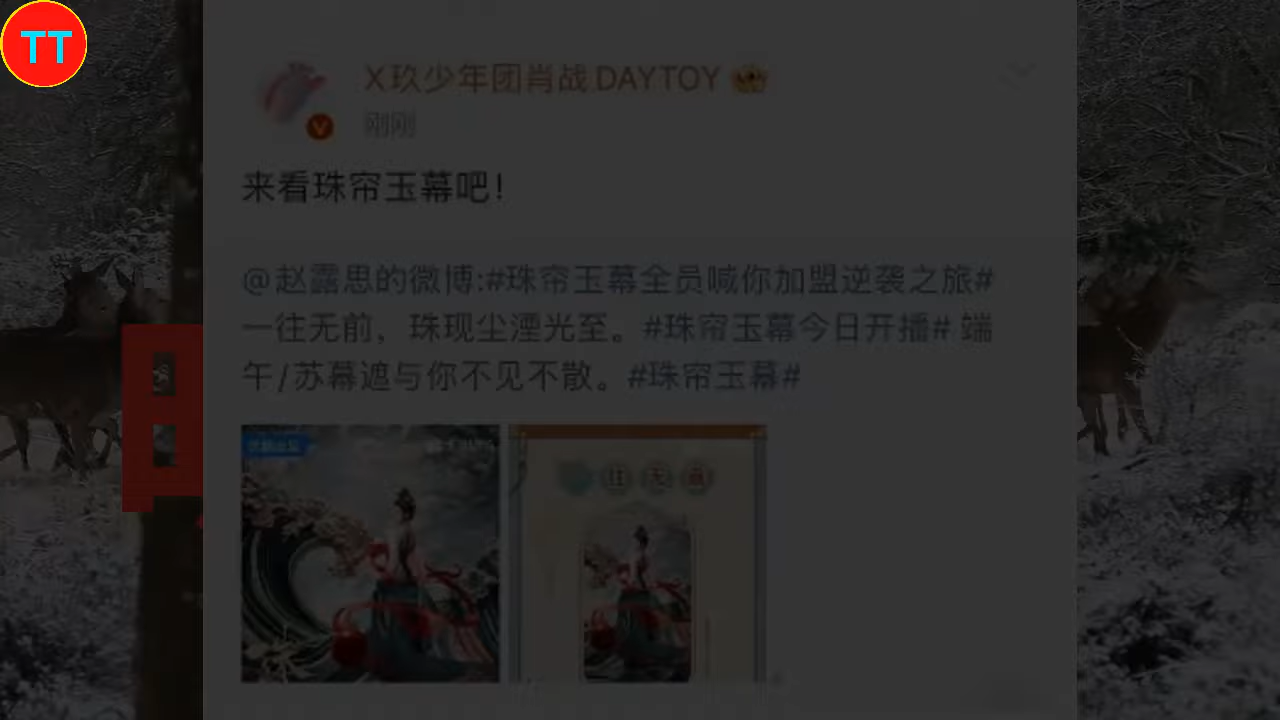 TT
X玖少年团肖战DAYTOY
刚刚
来看珠帘玉幕吧！
@赵露思的微博:#珠帘玉幕全员喊你加盟逆袭之旅#
一往无前，珠现尘湮光至。#珠帘玉幕今日开播# 端
午/苏幕遮与你不见不散。#珠帘玉幕#
往无